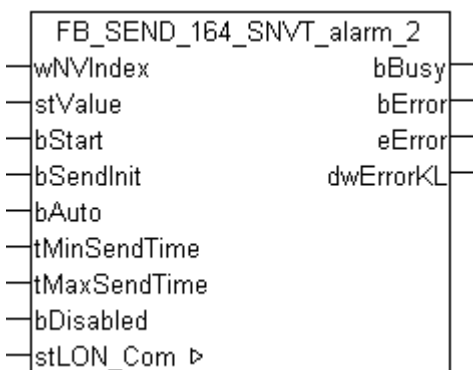 FB_SEND_164_SNVT_alarm_2
wNVIndex bBusy
stValue bError
bStart eError
bSendInit dwErrorKL
bAuto
tMinSendTime
tMaxSendTime
bDisabled
stLON_Com ▷